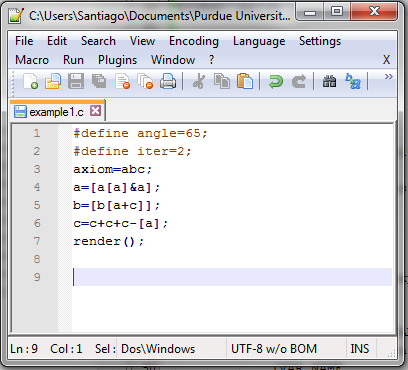 C:\Users\Santiago\Documents\Purdue Universit...
File Edit Search View Encoding Language Settings
Macro Run Plugins Window ? X
example1.c
1 #define angle=65;
2 #define iter=2;
3 axiom=abc;
4 a=[a[a]&a];
5 b=[b[a+c]];
6 c=c+c+c-[a];
7 render();
8
9
Ln : 9 Col : 1 Sel : Dos\Windows UTF-8 w/o BOM INS